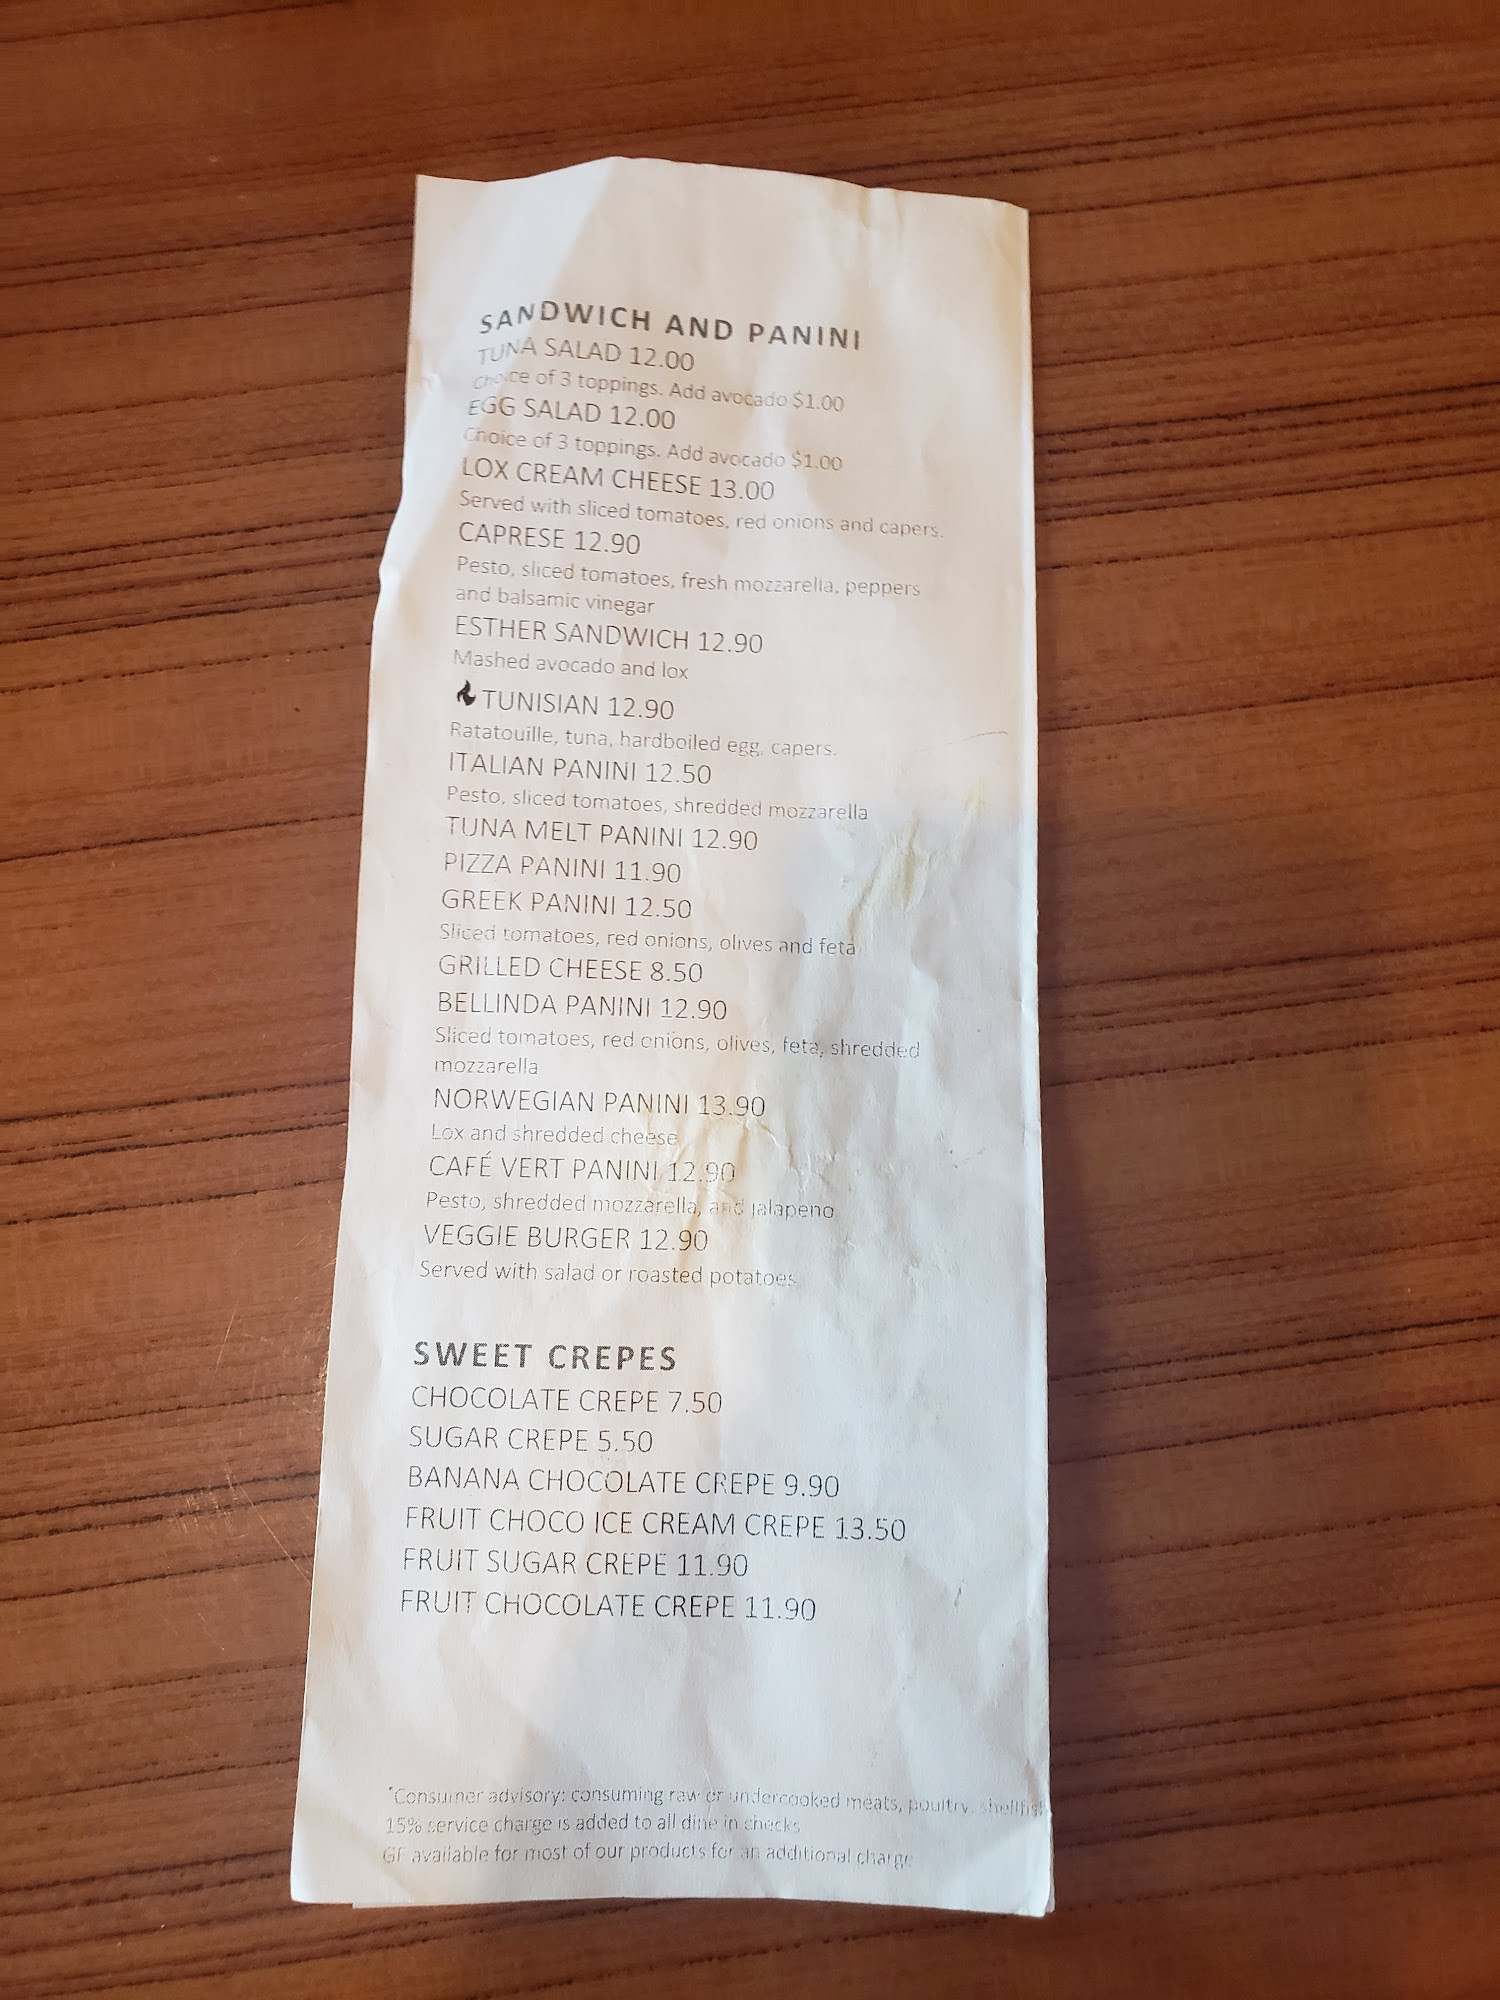 SANDWICH AND PANINI
TUNA SALAD 12.00
Choice of 3 toppings. Add avocado $1.00
EGG SALAD 12.00
Choice of 3 toppings. Add avocado $1.00
LOX CREAM CHEESE 13.00
Served with sliced tomatoes, red onions and capers.
CAPRESE 12.90
Pesto, sliced tomatoes, fresh mozzarella, peppers
and balsamic vinegar
ESTHER SANDWICH 12.90
Mashed avocado and lox
TUNISIAN 12.90
Ratatouille, tuna, hardboiled egg, capers.
ITALIAN PANINI 12.50
Pesto, sliced tomatoes, shredded mozzarella
TUNA MELT PANINI 12.90
PIZZA PANINI 11.90
GREEK PANINI 12.50
Sliced tomatoes, red onions, olives and feta
GRILLED CHEESE 8.50
BELLINDA PANINI 12.90
Sliced tomatoes, red onions, olives, feta, shredded
mozzarella
NORWEGIAN PANINI 13.90
Lox and shredded cheese
CAFÉ VERT PANINI 12.90
Pesto, shredded mozzarella, and jalapeno
VEGGIE BURGER 12.90
Served with salad or roasted potatoes
SWEET CREPES
CHOCOLATE CREPE 7.50
SUGAR CREPE 5.50
BANANA CHOCOLATE CREPE 9.90
FRUIT CHOCO ICE CREAM CREPE 13.50
FRUIT SUGAR CREPE 11.90
FRUIT CHOCOLATE CREPE 11.90
*Consumer advisory: consuming raw or undercooked meats, poultry, shellfish
15% service charge is added to all dine in checks
GF available for most of our products for an additional charge